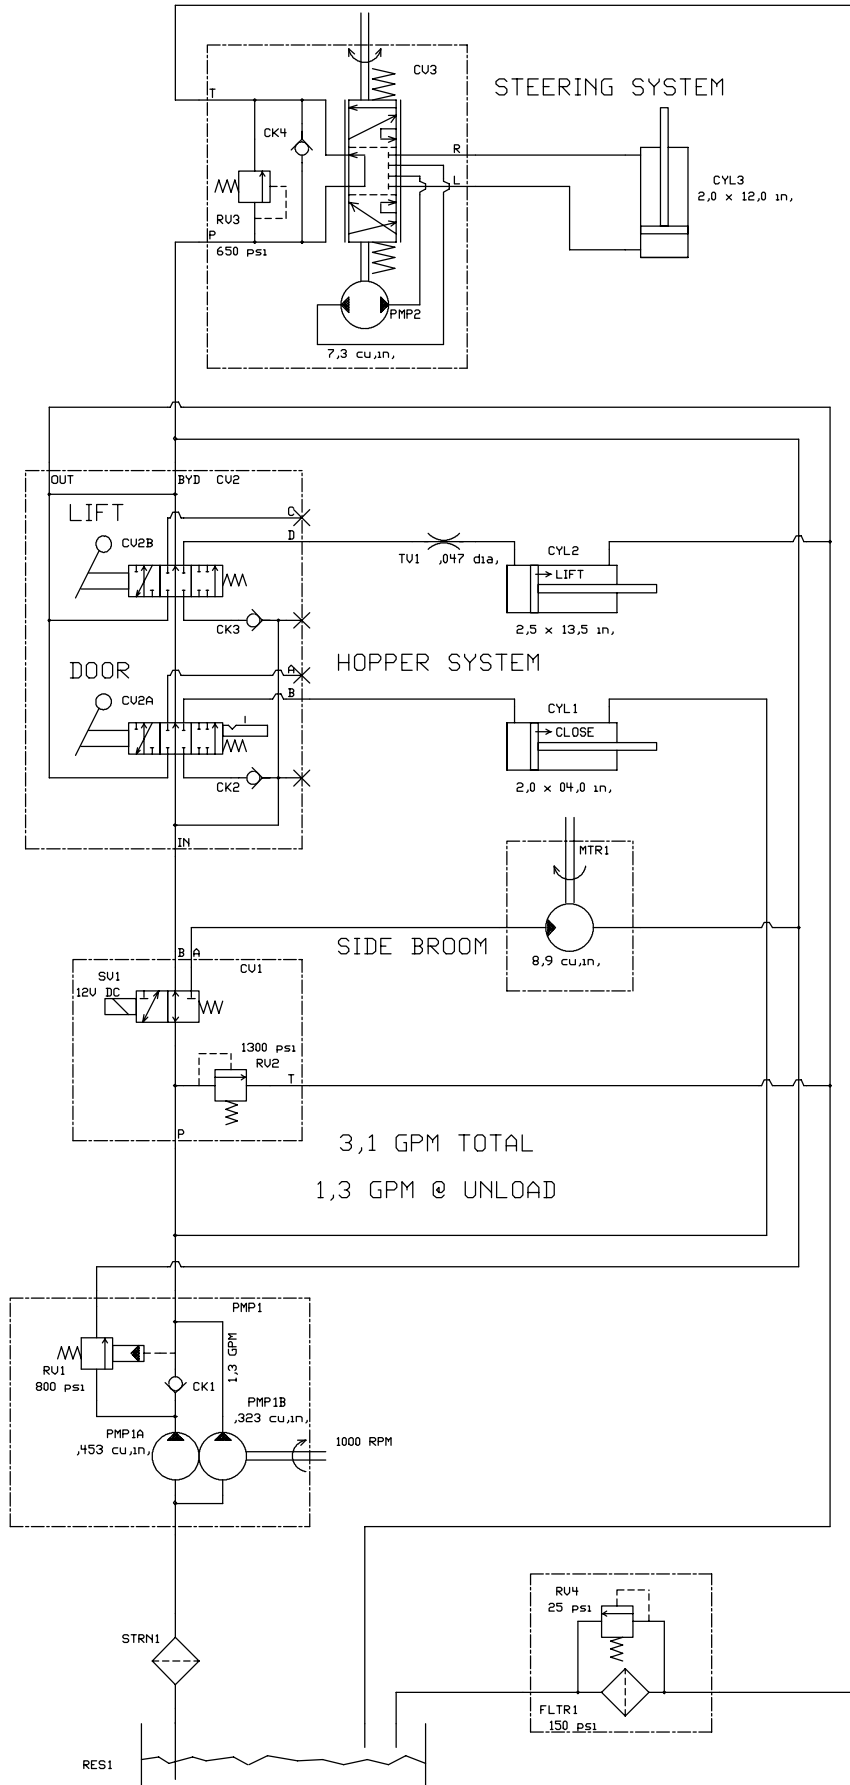 CV3
STEERING SYSTEM
T
CK4
R
CYL3
L
2,0 x 12,0 in,
RV3
P
650 psi
PMP2
7,3 cu,in,
OUT
BYD
CV2
LIFT
C
CV2B
D
TV1
,047 dia,
CYL2
LIFT
CK3
2,5 x 13,5 in,
DOOR
A
HOPPER SYSTEM
CV2A
B
CYL1
CLOSE
CK2
2,0 x 04,0 in,
IN
MTR1
SIDE BROOM
B A
8,9 cu,in,
CV1
SV1
12V DC
1300 psi
RV2
T
P
3,1 GPM TOTAL
1,3 GPM @ UNLOAD
PMP1
1,3 GPM
RV1
800 psi
CK1
PMP1B
,323 cu,in,
PMP1A
,453 cu,in,
1000 RPM
RV4
25 psi
STRN1
FLTR1
150 psi
RES1